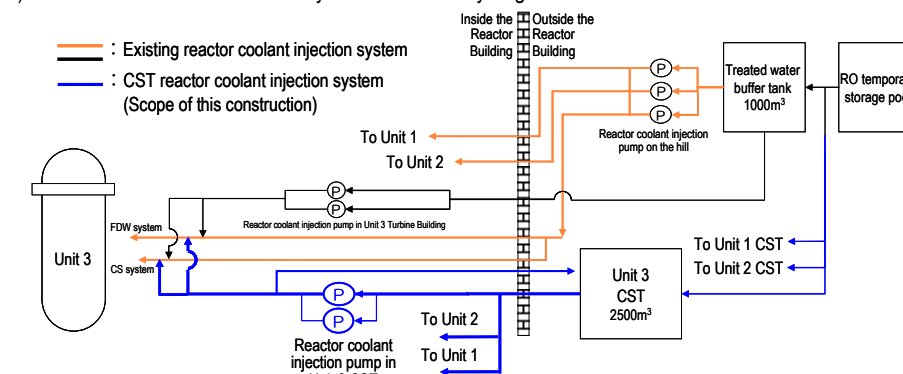 Inside the
Reactor
Building
Outside the
Reactor
Building
: Existing reactor coolant injection system
: CST reactor coolant injection system
(Scope of this construction)
P
P
P
Treated water
buffer tank
1000m³
RO
storage
Reactor coolant injection
pump on the hill
To Unit 1
To Unit 2
P
P
Reactor coolant injection pump in Unit 3 Turbine Building
FDW system
CS system
Unit 3
To Unit 1 CST
To Unit 2 CST
Unit 3
CST
2500m³
P
P
To Unit 2
To Unit 1
Reactor coolant
injection pump in